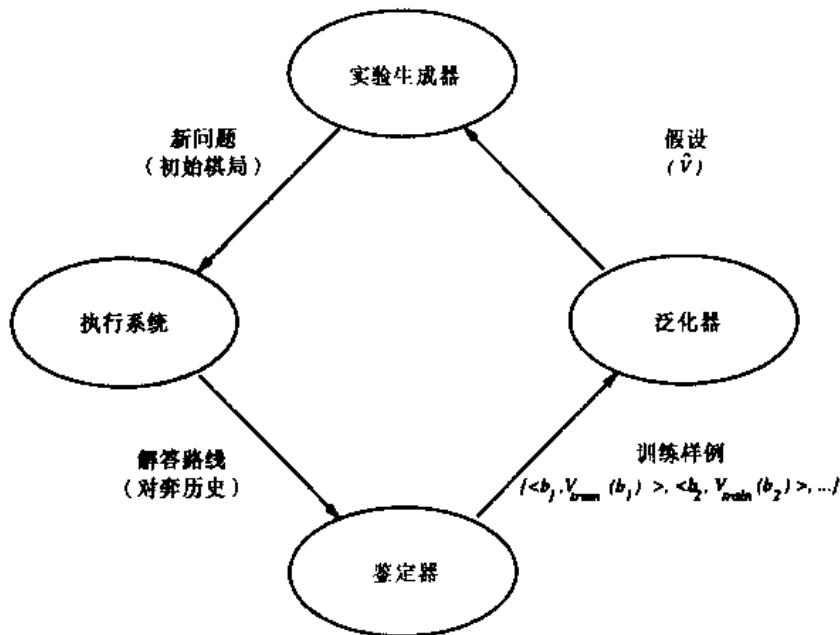 实验生成器
新问题
（初始棋局）
假设
(V̂)
执行系统
泛化器
解答路线
（对弈历史）
训练样例
{<b₁,V_train(b₁)>, <b₂, V_train(b₂)>, ...}
鉴定器